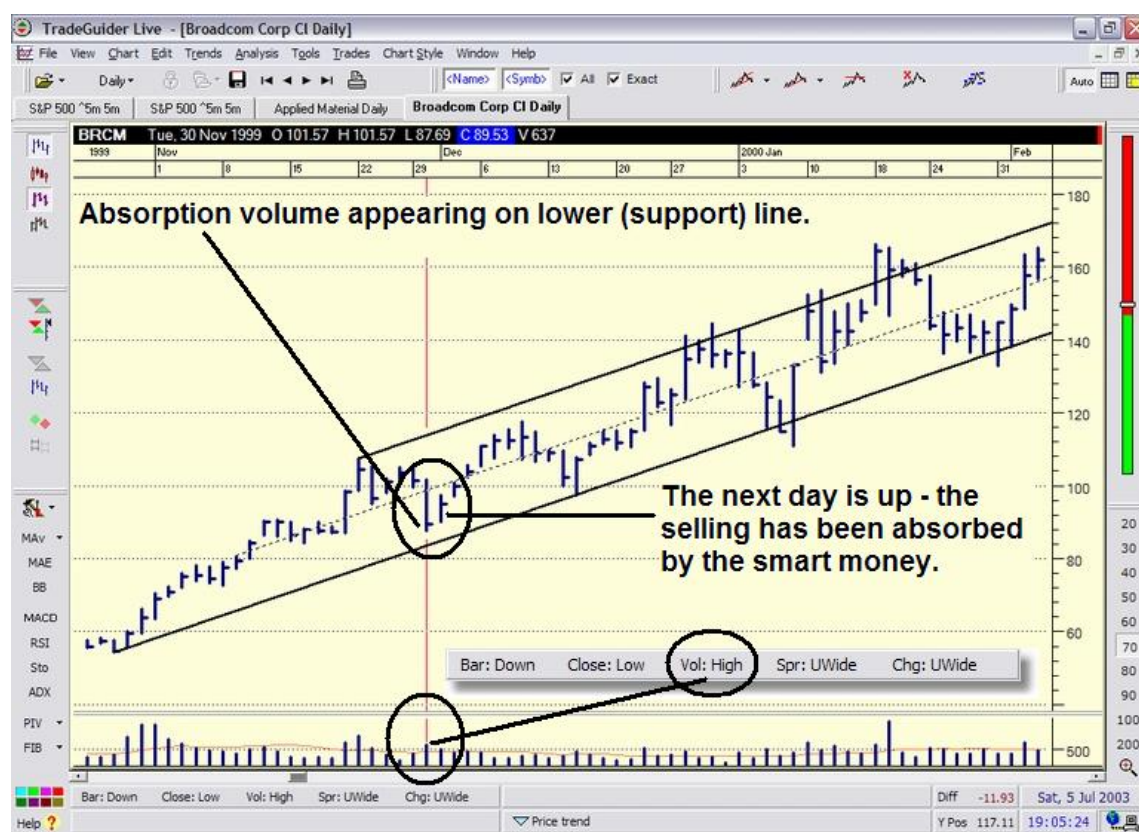 TradeGuider Live - [Broadcom Corp Cl Daily]
File View Chart Edit Trends Analysis Tools Trades Chart Style Window Help
Daily <Name> <Symb> All Exact Auto
S&P 500 ^5m 5m S&P 500 ^5m 5m Applied Material Daily Broadcom Corp Cl Daily
BRCM Tue, 30 Nov 1999 O 101.57 H 101.57 L 87.69 C 89.53 V 637
1999 Nov Dec 2000 Jan Feb
1 8 15 22 29 6 13 20 27 3 10 18 24 31
180
Absorption volume appearing on lower (support) line.
160
140
120
100
The next day is up - the
selling has been absorbed
by the smart money.
80
60
Bar: Down Close: Low Vol: High Spr: UWide Chg: UWide
500
MAv
MAE
BB
MACD
RSI
Sto
ADX
PIV
FIB
20
30
40
50
60
70
80
90
100
200
Bar: Down Close: Low Vol: High Spr: UWide Chg: UWide Diff -11.93 Sat, 5 Jul 2003
Help ? Price trend Y Pos 117.11 19:05:24